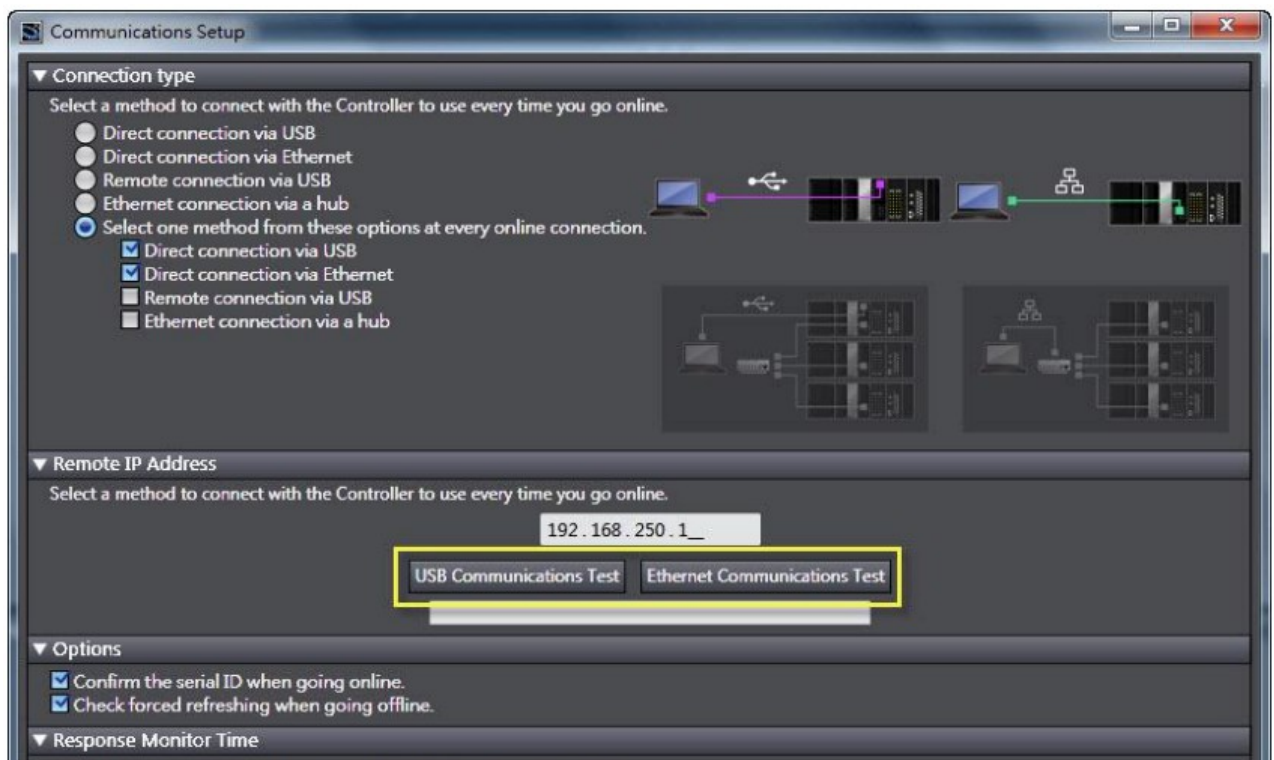 Communications Setup
▼ Connection type
Select a method to connect with the Controller to use every time you go online.
Direct connection via USB
Direct connection via Ethernet
Remote connection via USB
Ethernet connection via a hub
Select one method from these options at every online connection.
Direct connection via USB
Direct connection via Ethernet
Remote connection via USB
Ethernet connection via a hub
▼ Remote IP Address
Select a method to connect with the Controller to use every time you go online.
192.168.250.1_
USB Communications Test Ethernet Communications Test
▼ Options
Confirm the serial ID when going online.
Check forced refreshing when going offline.
▼ Response Monitor Time